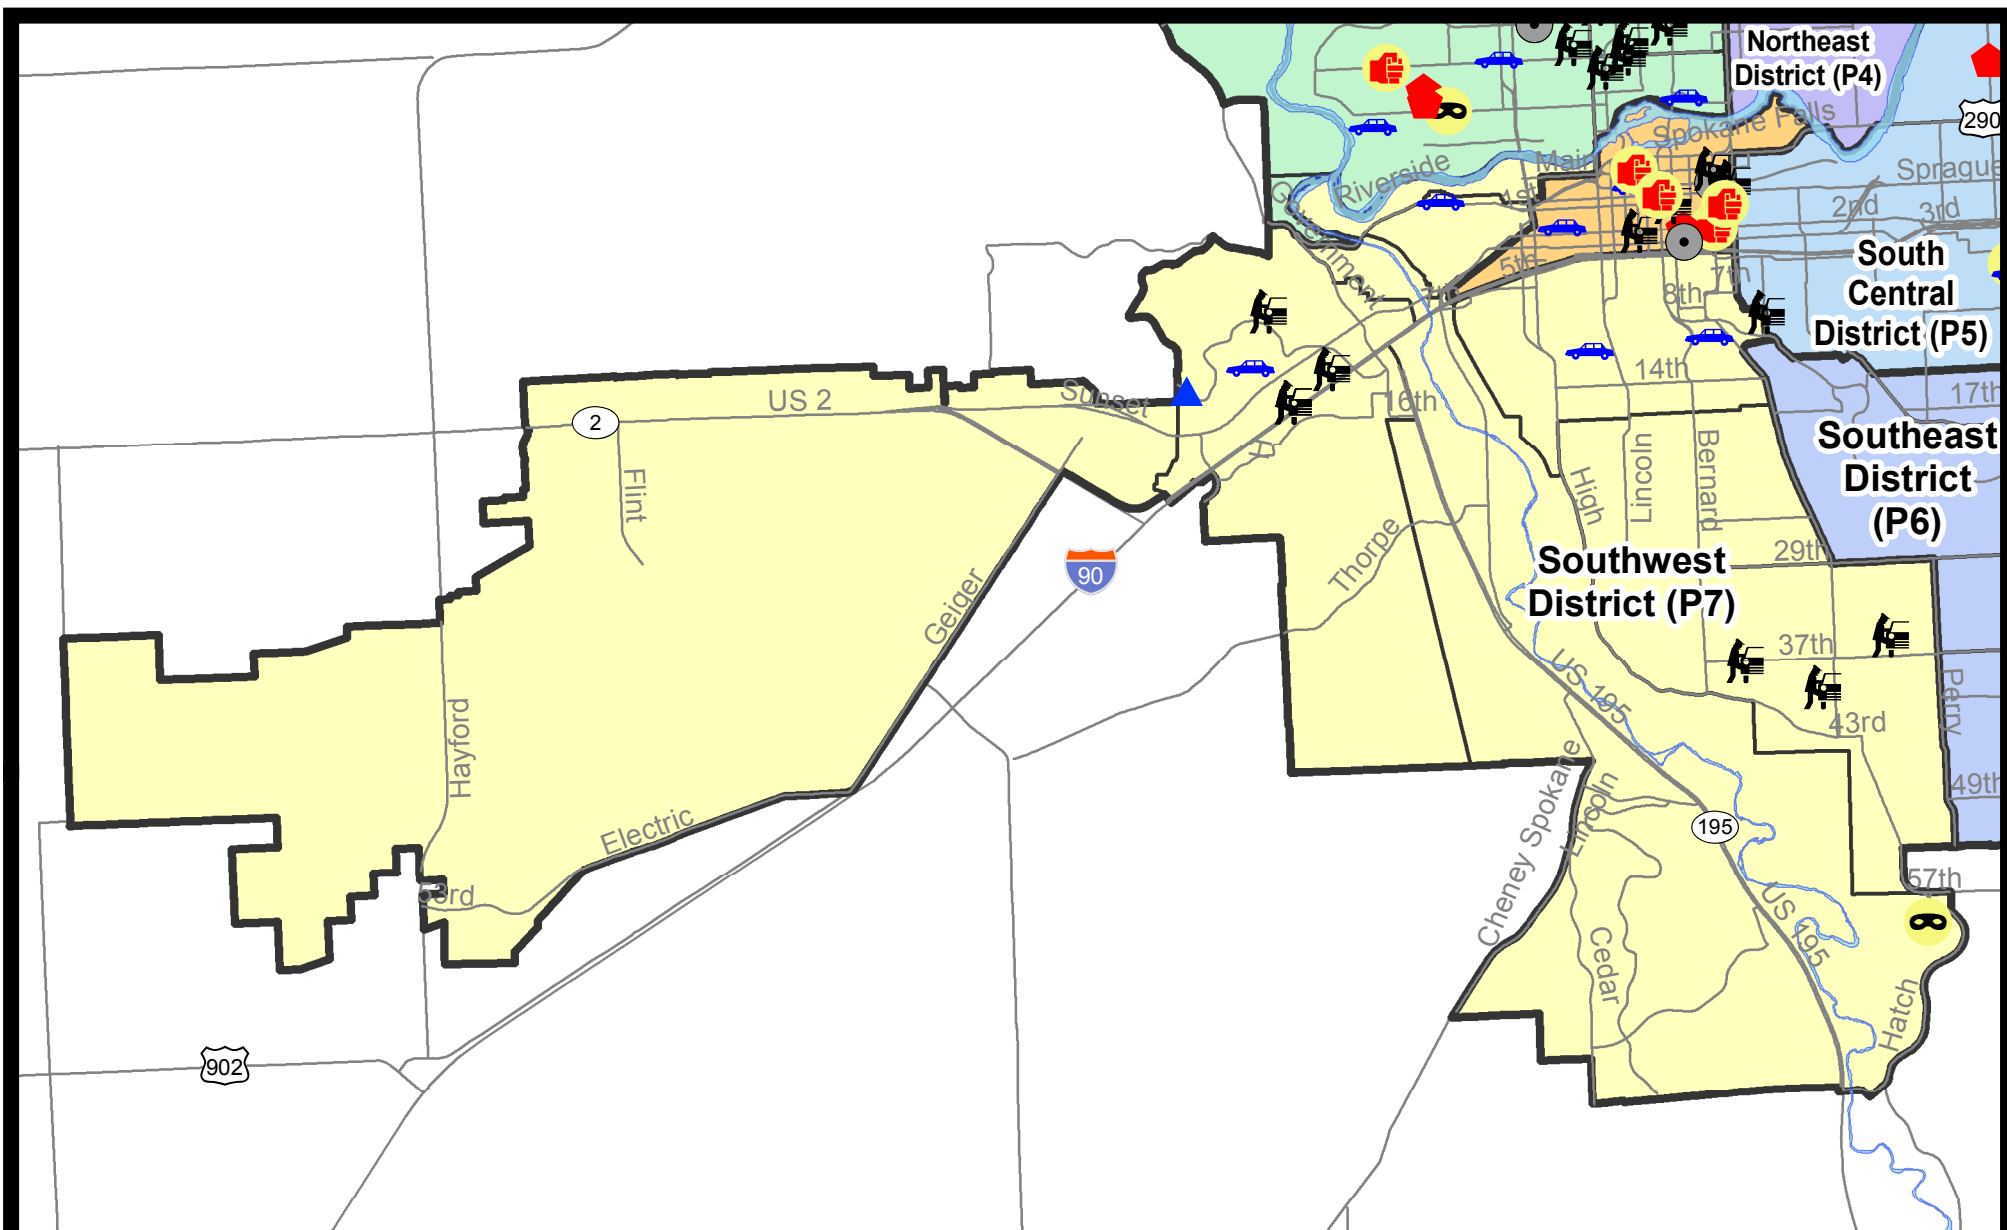 Northeast
District (P4)
290
Spokane Falls
Main
Riverside
Sprague
1st
2nd
3rd
Government
South
Central
District (P5)
5th
7th
7th
8th
14th
17th
US 2
Sunset
16th
2
Southeast
District
(P6)
Flint
High
Lincoln
Bernard
Thorpe
29th
Southwest
District (P7)
90
Geiger
37th
US 195
Perry
Hayford
43rd
49th
Cheney Spokane
Lincoln
195
Electric
53rd
57th
US 195
Cedar
Hatch
902